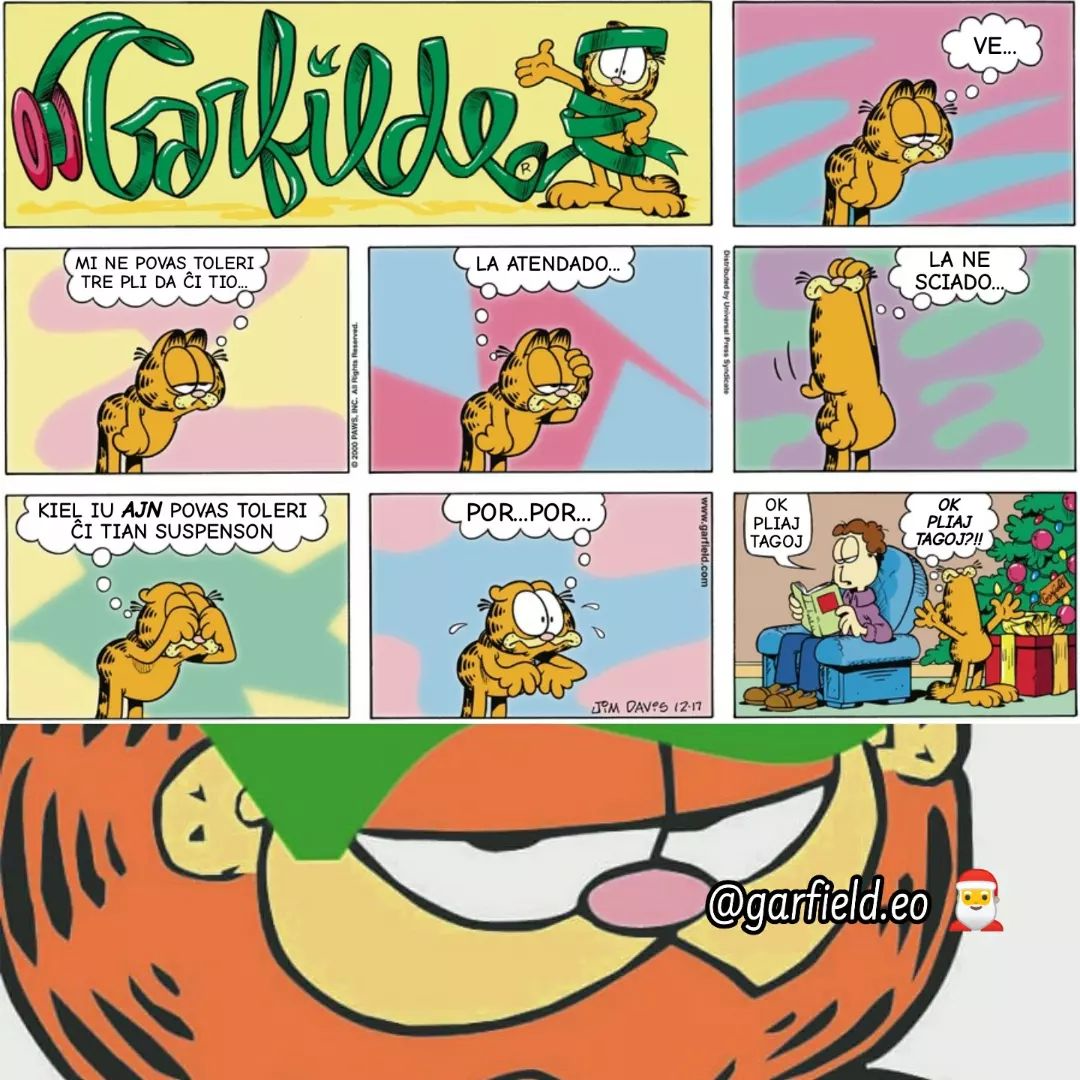 Garfildo
®
VE...
MI NE POVAS TOLERI
TRE PLI DA ĈI TIO...
© 2000 PAWS, INC. All Rights Reserved.
LA ATENDADO...
Distributed by Universal Press Syndicate
LA NE
SCIADO...
KIEL IU AJN POVAS TOLERI
ĈI TIAN SUSPENSON
POR...POR...
JIM DAVIS 12-17
www.garfield.com
OK
PLIAJ
TAGOJ
OK
PLIAJ
TAGOJ?!!
Garfield
@garfield.eo 🎅